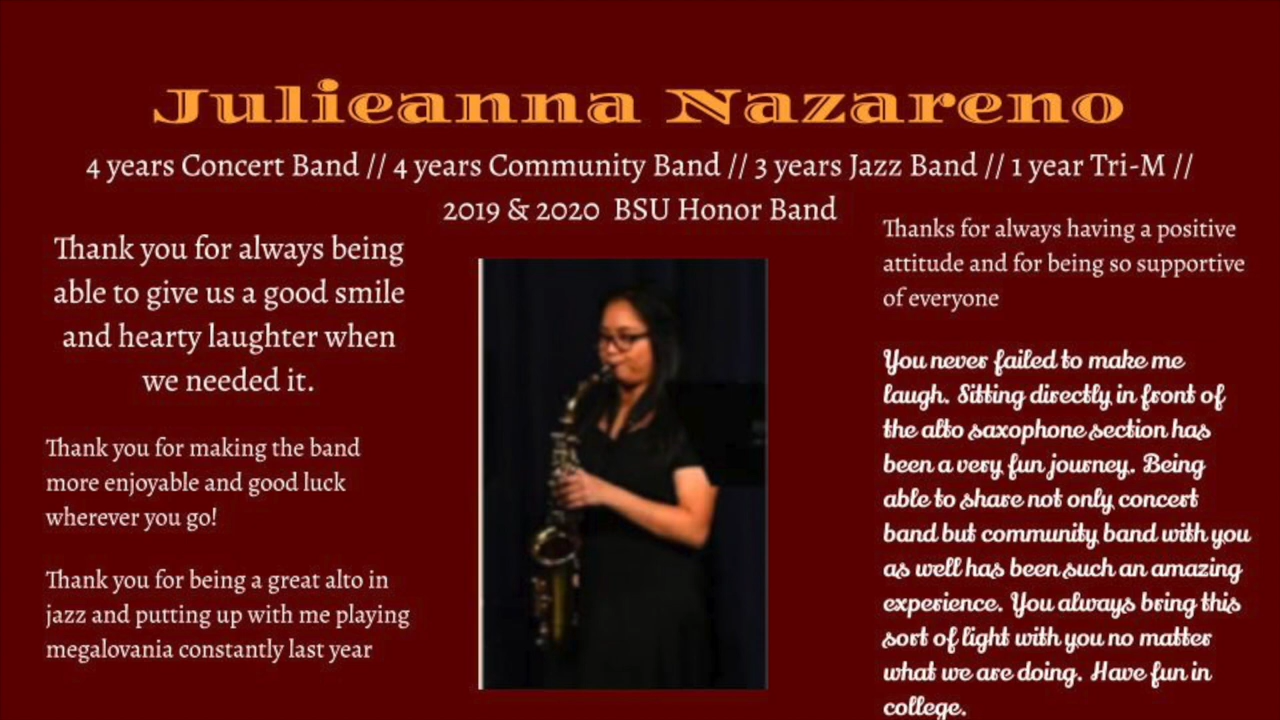 Julieanna Nazareno
4 years Concert Band // 4 years Community Band // 3 years Jazz Band // 1 year Tri-M //
2019 & 2020 BSU Honor Band
Thank you for always being
able to give us a good smile
and hearty laughter when
we needed it.
Thank you for making the band
more enjoyable and good luck
wherever you go!
Thank you for being a great alto in
jazz and putting up with me playing
megalovania constantly last year
Thanks for always having a positive
attitude and for being so supportive
of everyone
You never failed to make me
laugh. Sitting directly in front of
the alto saxophone section has
been a very fun journey. Being
able to share not only concert
band but community band with you
as well has been such an amazing
experience. You always bring this
sort of light with you no matter
what we are doing. Have fun in
college.